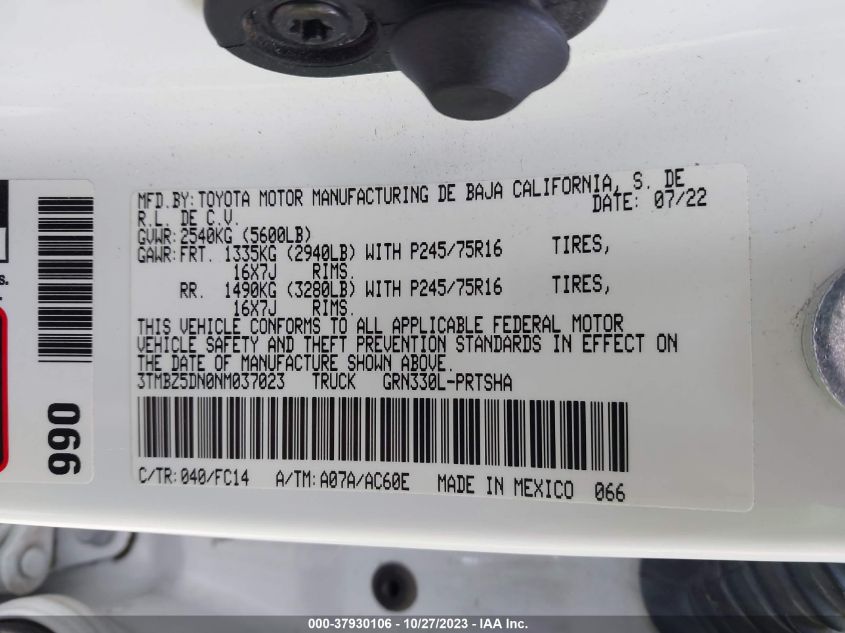 MFD.BY:TOYOTA MOTOR MANUFACTURING DE BAJA CALIFORNIA, S. DE
R.L. DE C.V. DATE: 07/22
GVWR:2540KG (5600LB)
GAWR:FRT. 1335KG (2940LB) WITH P245/75R16 TIRES,
16X7J RIMS.
RR. 1490KG (3280LB) WITH P245/75R16 TIRES,
16X7J RIMS.
THIS VEHICLE CONFORMS TO ALL APPLICABLE FEDERAL MOTOR
VEHICLE SAFETY AND THEFT PREVENTION STANDARDS IN EFFECT ON
THE DATE OF MANUFACTURE SHOWN ABOVE.
3TMBZ5DN0NM037023 TRUCK GRN330L-PRTSHA
C/TR:040/FC14 A/TM:A07A/AC60E MADE IN MEXICO 066
066
000-37930106 - 10/27/2023 - IAA Inc.